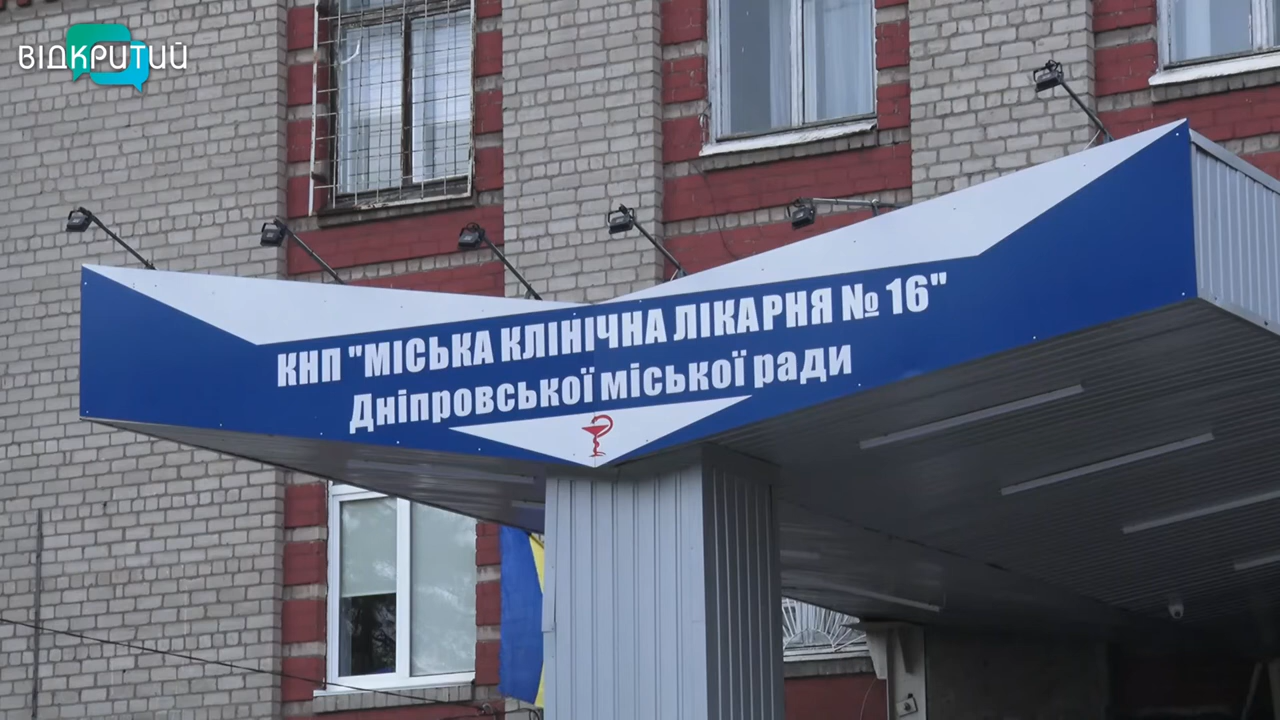 ВІДКРИТИЙ
КНП "МІСЬКА КЛІНІЧНА ЛІКАРНЯ № 16"
Дніпровської міської ради